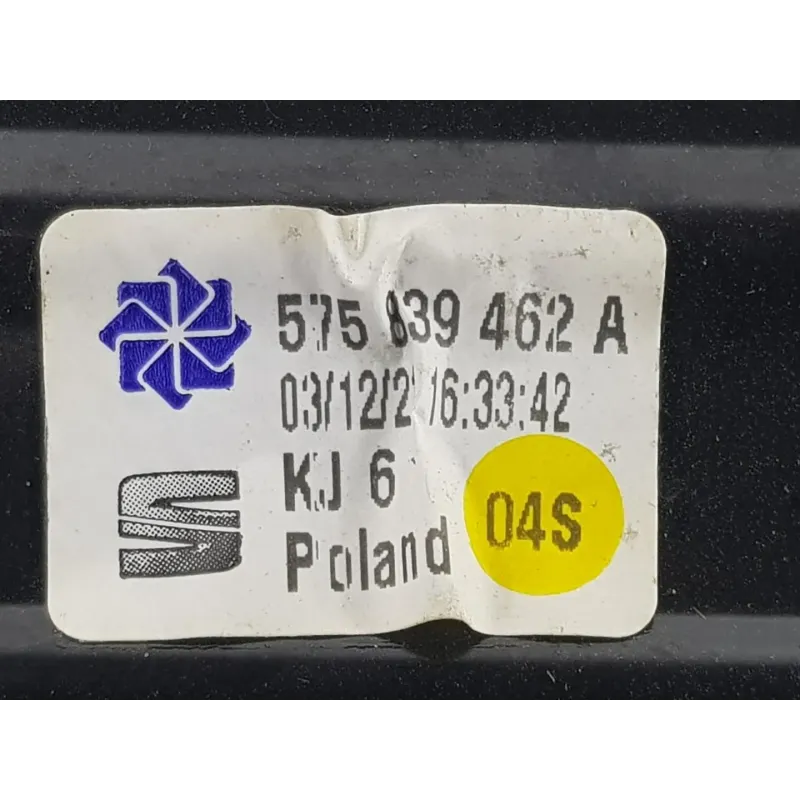 575 839 462 A
03/12/2 /6:33:42
KJ 6
Poland
04S